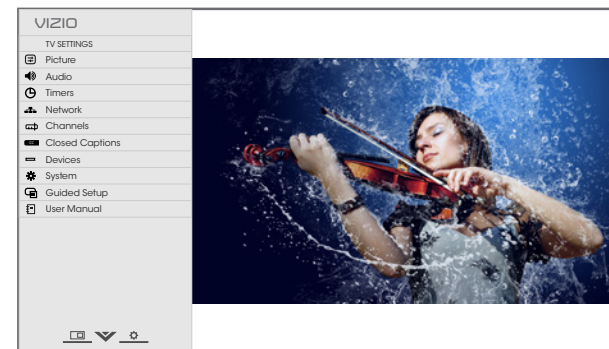 VIZIO
TV SETTINGS
Picture
Audio
Timers
Network
Channels
Closed Captions
Devices
System
Guided Setup
User Manual